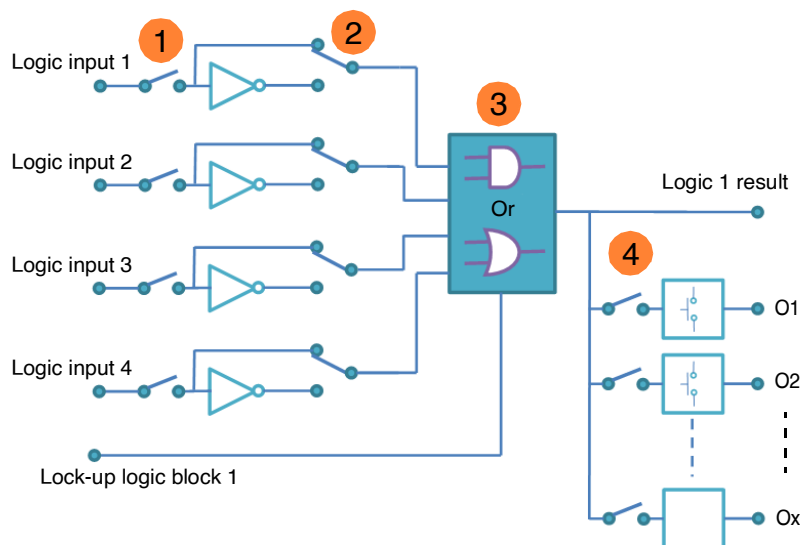 1
2
Logic input 1
3
Logic input 2
Or
Logic 1 result
Logic input 3
4
O1
Logic input 4
O2
Lock-up logic block 1
Ox